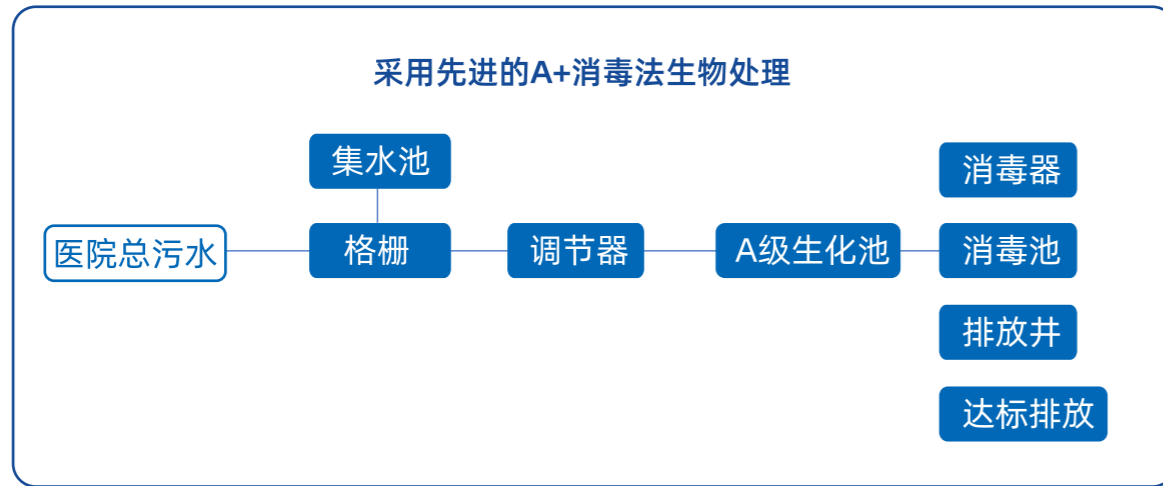 采用先进的A+消毒法生物处理
集水池
消毒器
医院总污水
格栅
调节器
A级生化池
消毒池
排放井
达标排放